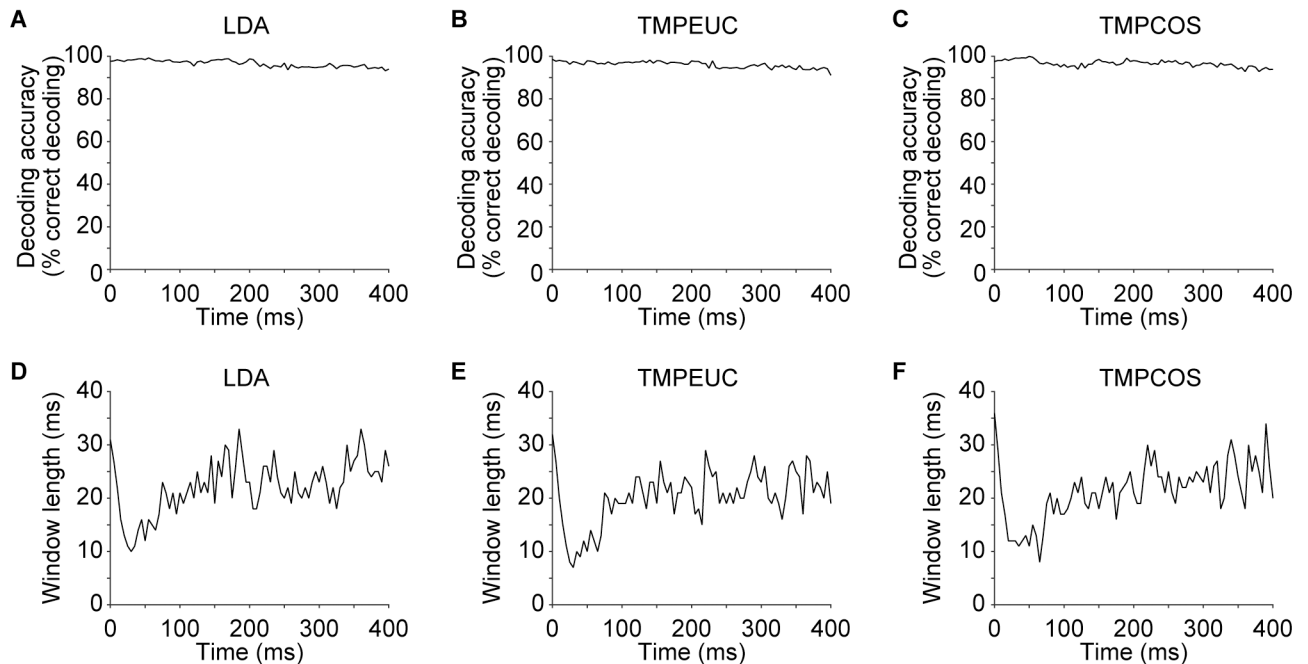 A
LDA
Decoding accuracy
(% correct decoding)
100
80
60
40
20
0
0 100 200 300 400
Time (ms)
B
TMPEUC
Decoding accuracy
(% correct decoding)
100
80
60
40
20
0
0 100 200 300 400
Time (ms)
C
TMPCOS
Decoding accuracy
(% correct decoding)
100
80
60
40
20
0
0 100 200 300 400
Time (ms)
D
LDA
Window length (ms)
40
30
20
10
0
0 100 200 300 400
Time (ms)
E
TMPEUC
Window length (ms)
40
30
20
10
0
0 100 200 300 400
Time (ms)
F
TMPCOS
Window length (ms)
40
30
20
10
0
0 100 200 300 400
Time (ms)